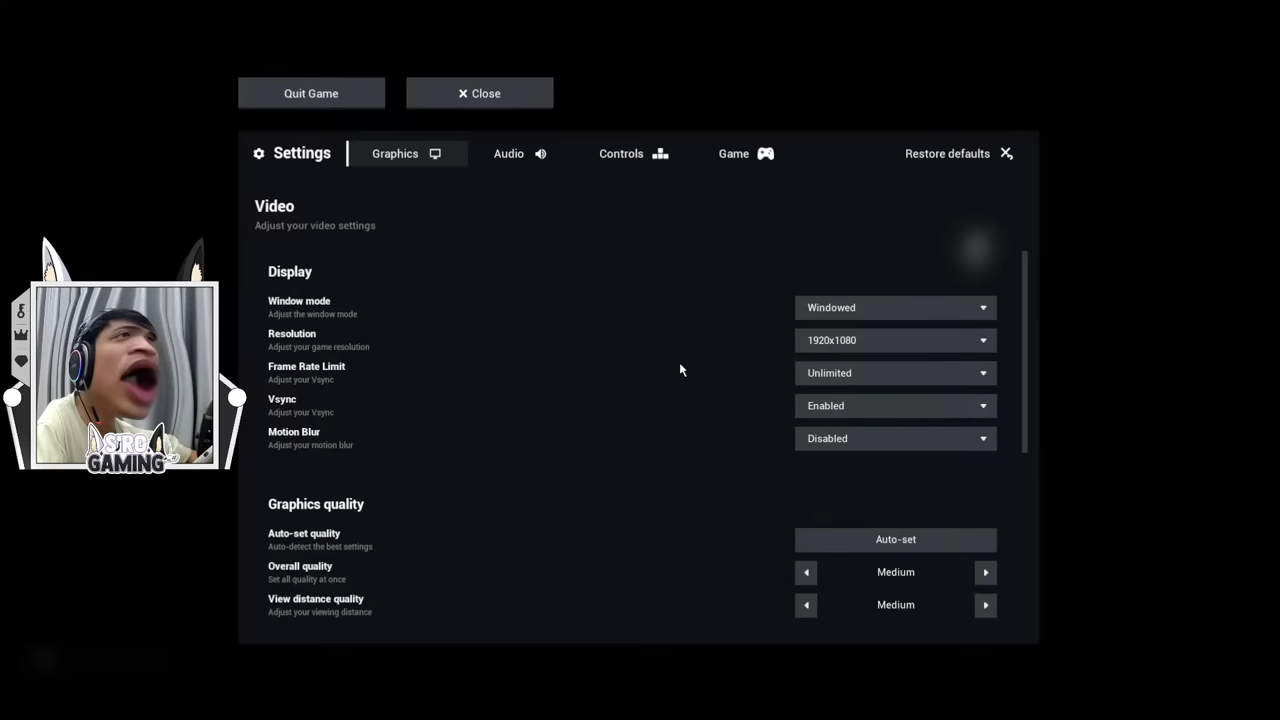 Quit Game
Close
Settings
Graphics
Audio
Controls
Game
Restore defaults
Video
Adjust your video settings
Display
Window mode
Windowed
Adjust the window mode
Resolution
1920x1080
Adjust your game resolution
Frame Rate Limit
Unlimited
Adjust your Vsync
Vsync
Enabled
Adjust your Vsync
Motion Blur
Disabled
Adjust your motion blur
Graphics quality
Auto-set quality
Auto-set
Auto-detect the best settings
Overall quality
Medium
Set all quality at once
View distance quality
Medium
Adjust your viewing distance
GAMING